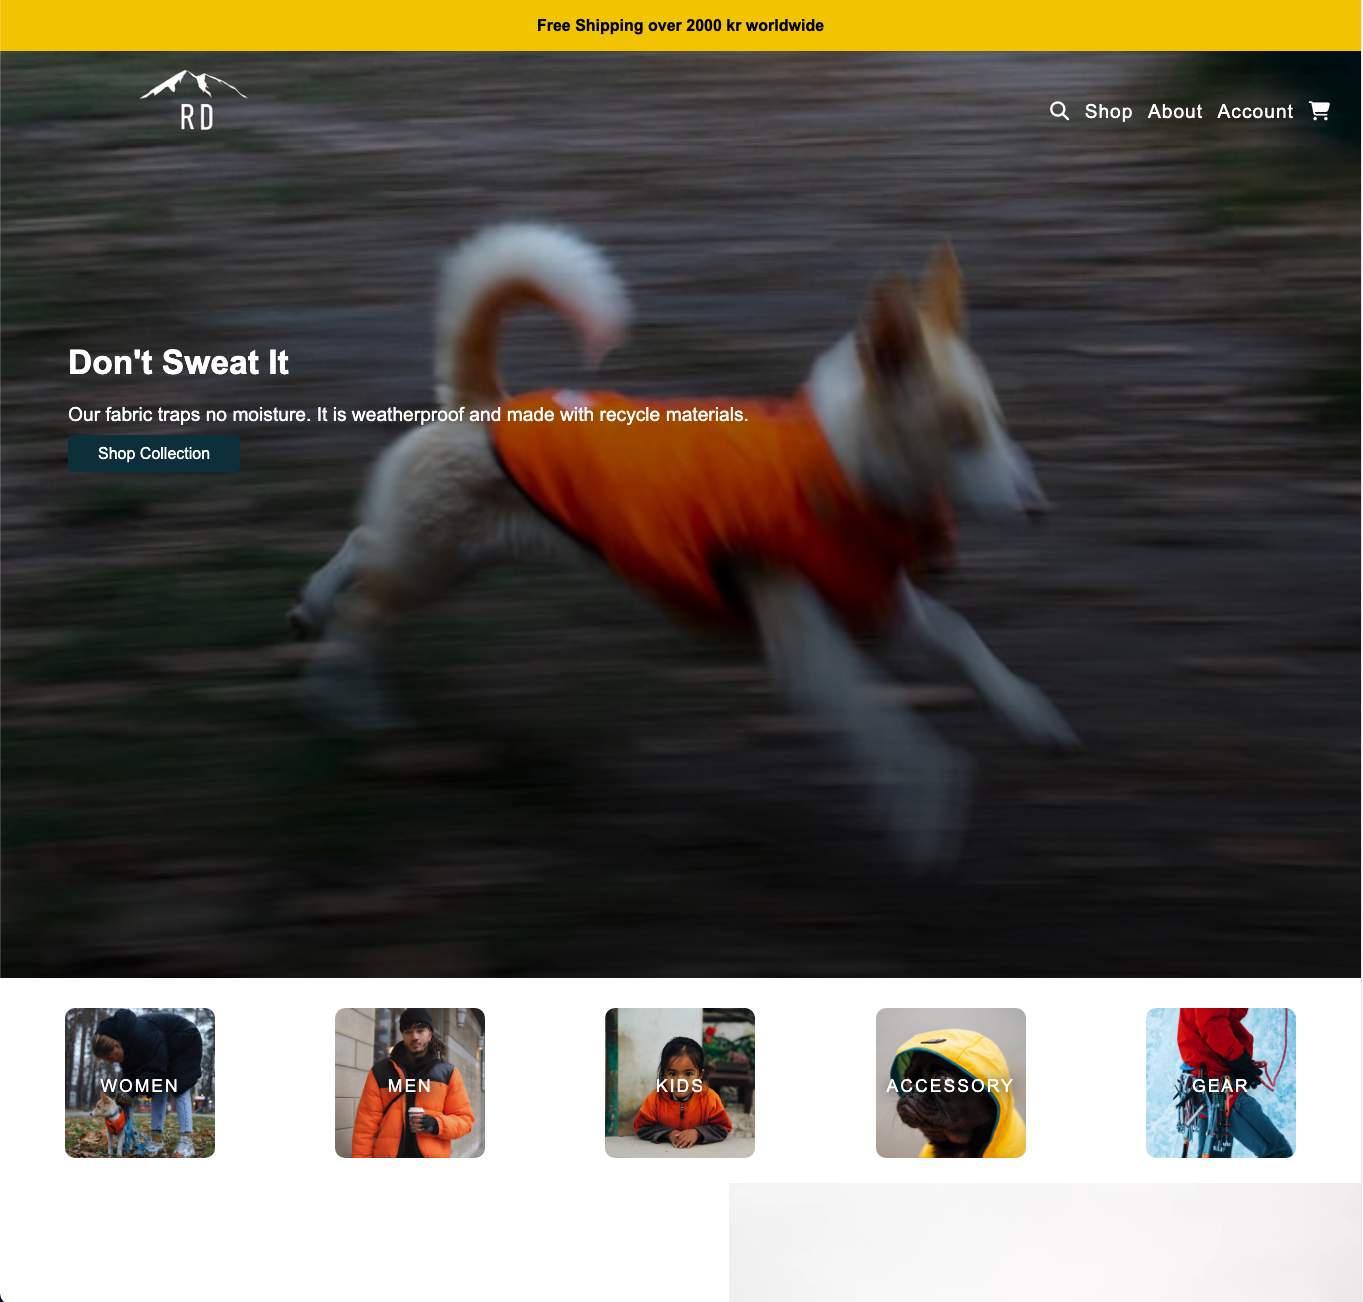 Free Shipping over 2000 kr worldwide
RD
Shop About Account
Don't Sweat It
Our fabric traps no moisture. It is weatherproof and made with recycle materials.
Shop Collection
WOMEN
MEN
KIDS
ACCESSORY
GEAR